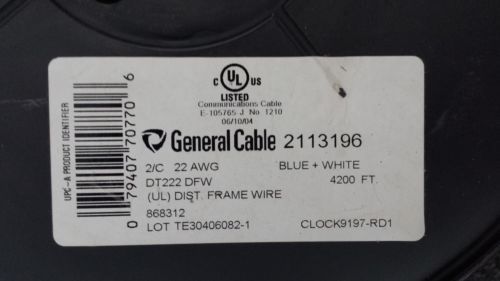 C UL US
LISTED
Communications Cable
E-105765-J No 1210
06/10/04
General Cable 2113196
2/C 22 AWG BLUE + WHITE
DT222 DFW 4200 FT.
(UL) DIST. FRAME WIRE
868312
LOT TE30406082-1 CLOCK9197-RD1
UPC-A PRODUCT IDENTIFIER
0 79407 70770 6